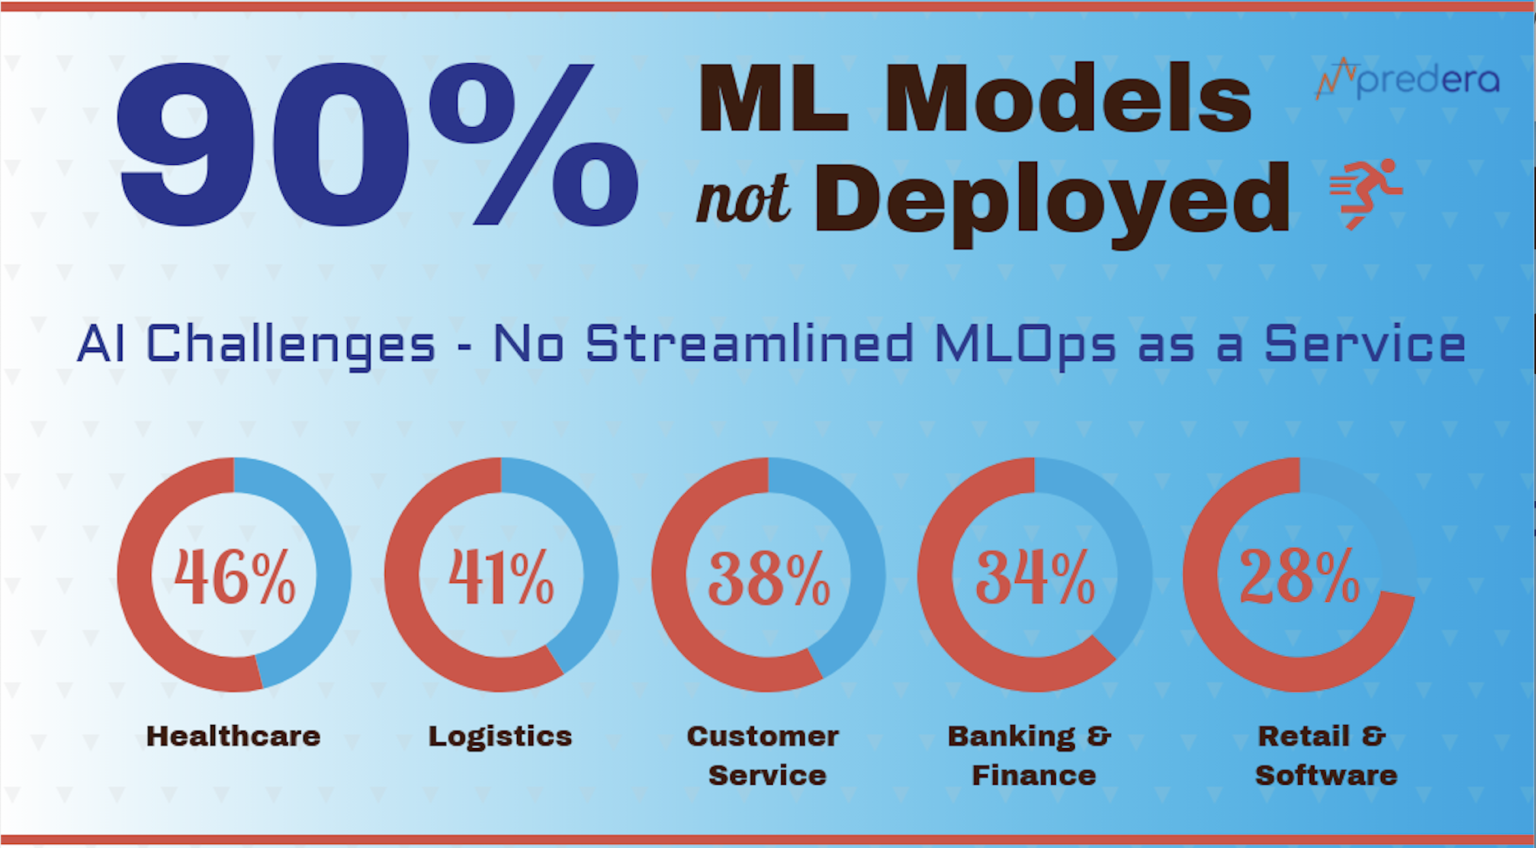 90%
ML Models
not Deployed
predera
AI Challenges - No Streamlined MLOps as a Service
46%
41%
38%
34%
28%
Healthcare
Logistics
Customer
Service
Banking &
Finance
Retail &
Software